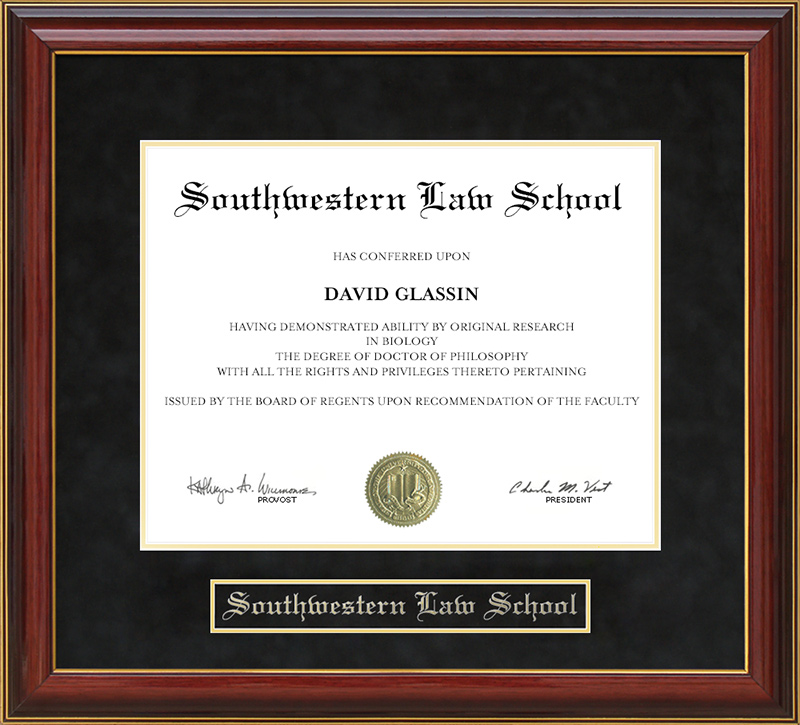 Southwestern Law School
HAS CONFERRED UPON
DAVID GLASSIN
HAVING DEMONSTRATED ABILITY BY ORIGINAL RESEARCH
IN BIOLOGY
THE DEGREE OF DOCTOR OF PHILOSOPHY
WITH ALL THE RIGHTS AND PRIVILEGES THERETO PERTAINING
ISSUED BY THE BOARD OF REGENTS UPON RECOMMENDATION OF THE FACULTY
Charles M. Vest
PROVOST PRESIDENT
Southwestern Law School